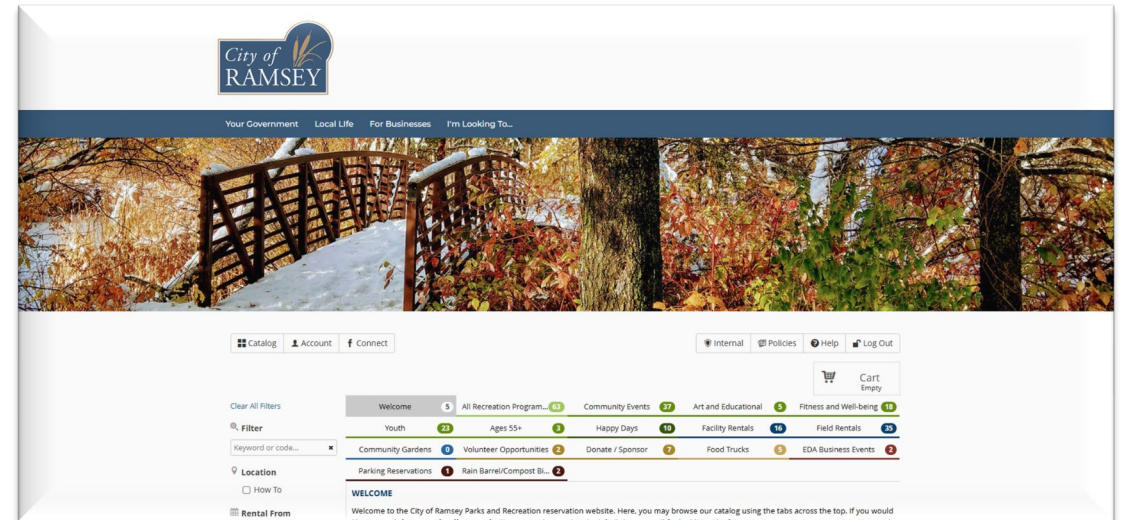 City of
RAMSEY
Your Government Local Life For Businesses I'm Looking To...
Catalog Account Connect Internal Policies Help Log Out
Cart
Empty
Clear All Filters
Welcome 5 All Recreation Program... 63 Community Events 37 Art and Educational 5 Fitness and Well-being 18
Filter
Youth 23 Ages 55+ 3 Happy Days 10 Facility Rentals 16 Field Rentals 35
Keyword or code...
Community Gardens 0 Volunteer Opportunities 2 Donate / Sponsor 7 Food Trucks 5 EDA Business Events 2
Location
Parking Reservations 1 Rain Barrel/Compost Bi... 2
How To
WELCOME
Rental From
Welcome to the City of Ramsey Parks and Recreation reservation website. Here, you may browse our catalog using the tabs across the top. If you would